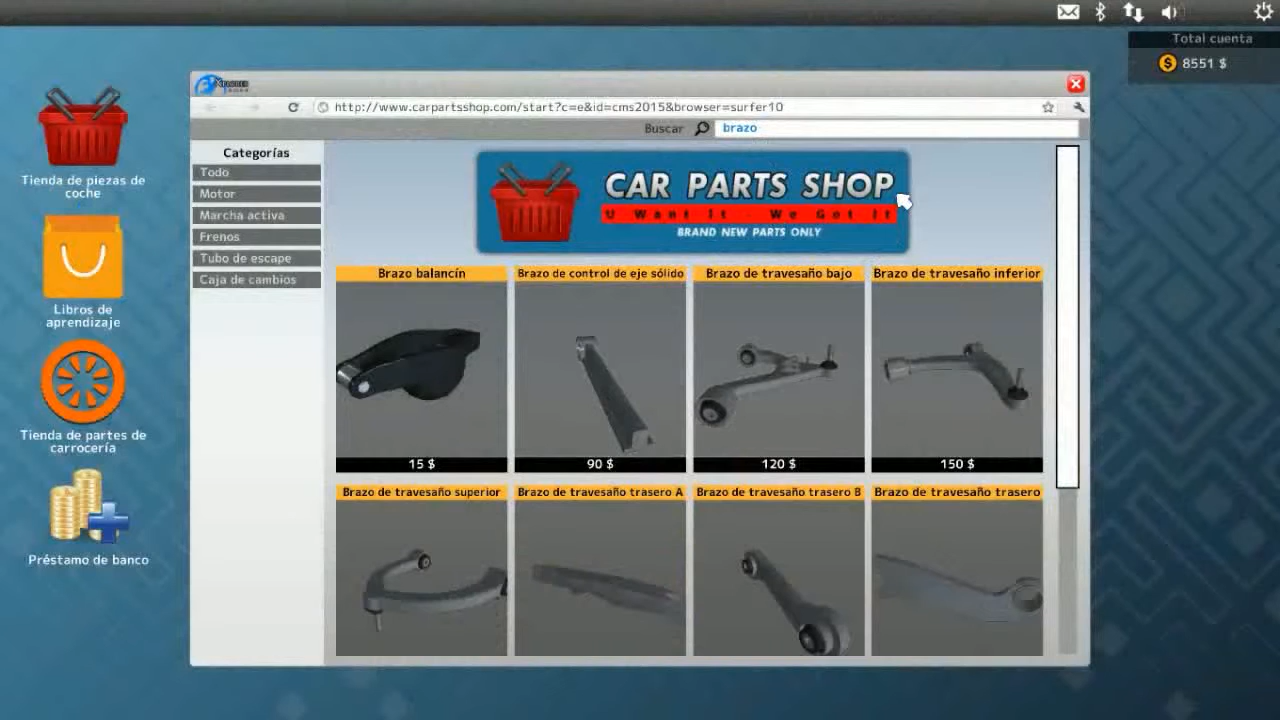 Total cuenta
8551 $
http://www.carpartsshop.com/start?c=e&id=cms2015&browser=surfer10
Buscar
brazo
Categorías
Todo
Motor
Marcha activa
Frenos
Tubo de escape
Caja de cambios
CAR PARTS SHOP
U Want It - We Got It
BRAND NEW PARTS ONLY
Brazo balancín
Brazo de control de eje sólido
Brazo de travesaño bajo
Brazo de travesaño inferior
15 $
90 $
120 $
150 $
Brazo de travesaño superior
Brazo de travesaño trasero A
Brazo de travesaño trasero B
Brazo de travesaño trasero
Tienda de piezas de
coche
Libros de
aprendizaje
Tienda de partes de
carrocería
Préstamo de banco